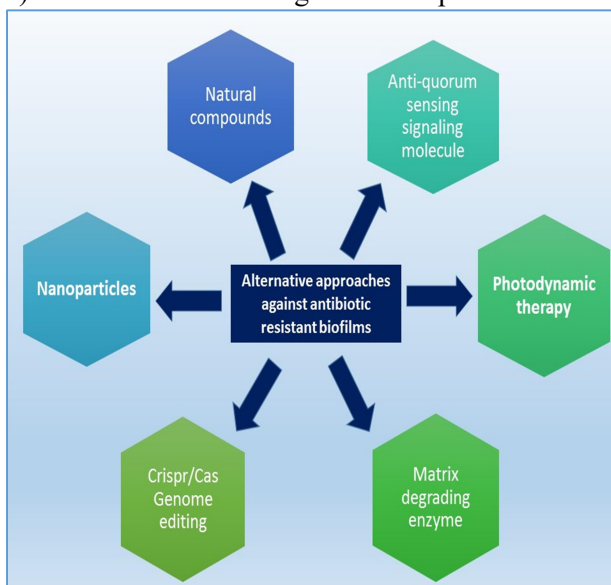 Natural
compounds
Anti-quorum
sensing
signaling
molecule
Nanoparticles
Alternative approaches
against antibiotic
resistant biofilms
Photodynamic
therapy
Crispr/Cas
Genome
editing
Matrix
degrading
enzyme